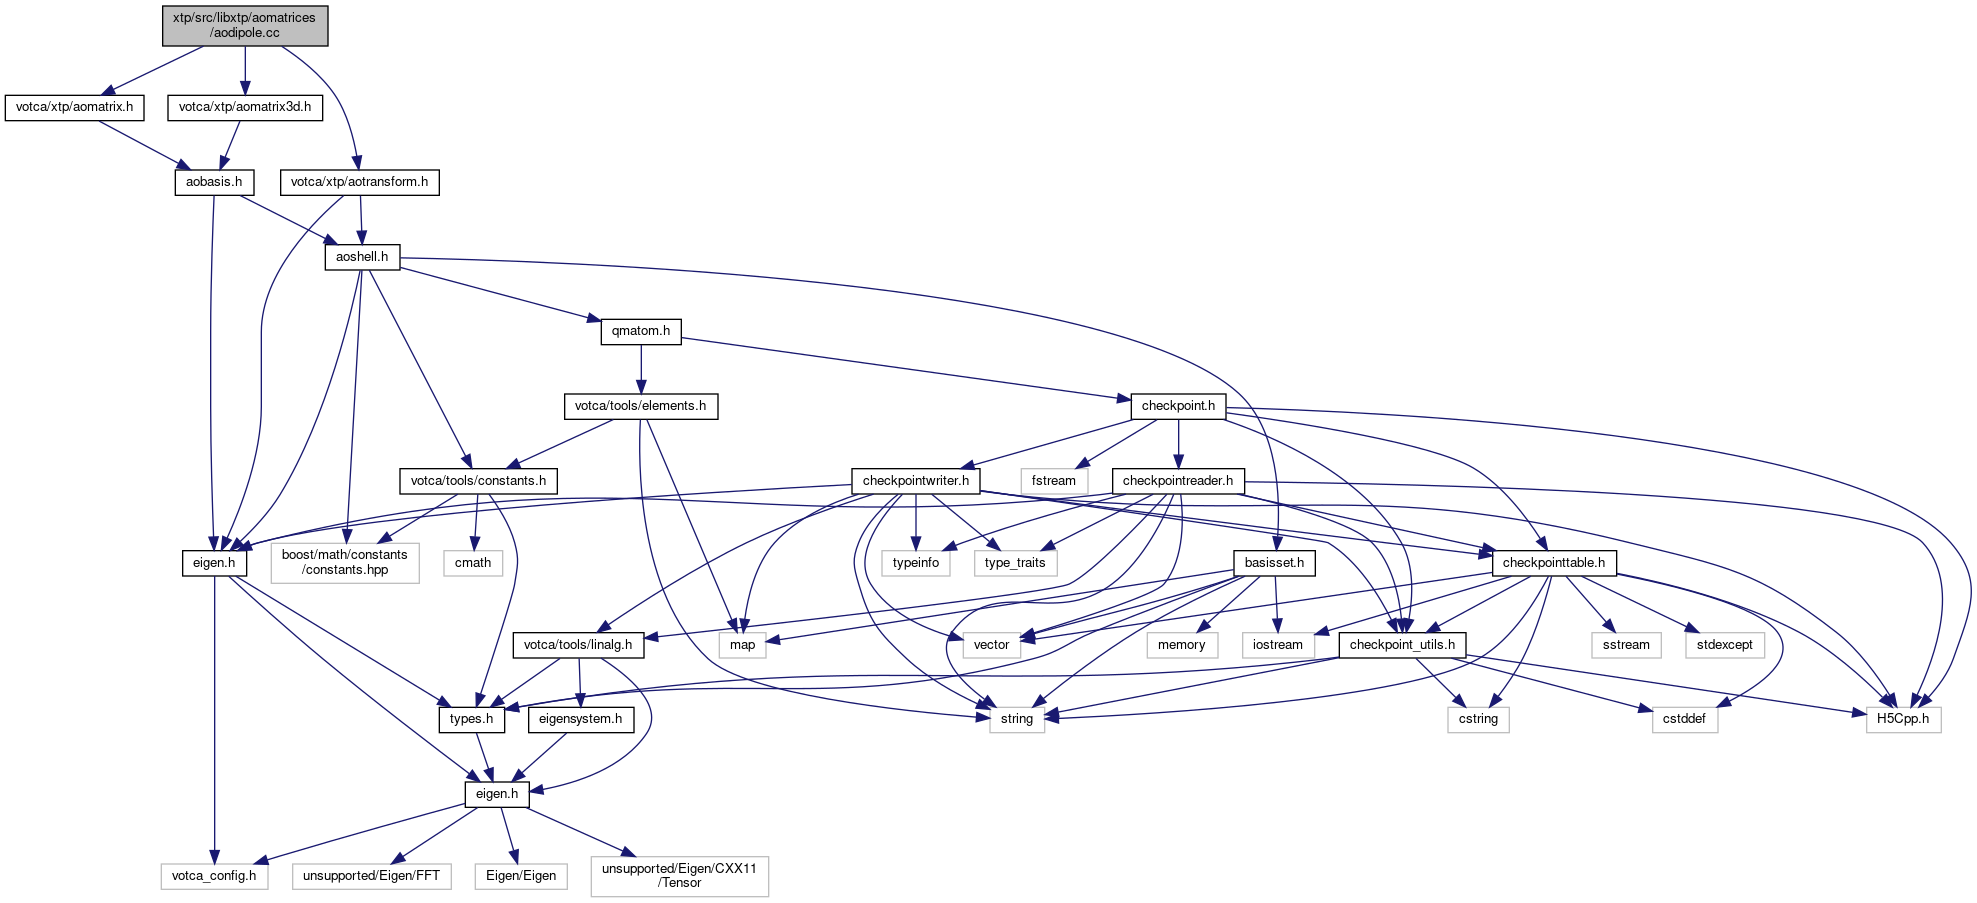 xtp/src/libxtp/aomatrices
/aodipole.cc
votca/xtp/aomatrix.h
votca/xtp/aomatrix3d.h
aobasis.h
votca/xtp/aotransform.h
aoshell.h
qmatom.h
votca/tools/elements.h
checkpoint.h
votca/tools/constants.h
checkpointwriter.h
fstream
checkpointreader.h
eigen.h
boost/math/constants
/constants.hpp
cmath
typeinfo
type_traits
basisset.h
checkpointtable.h
votca/tools/linalg.h
map
vector
memory
iostream
checkpoint_utils.h
sstream
stdexcept
types.h
eigensystem.h
string
cstring
cstddef
H5Cpp.h
eigen.h
votca_config.h
unsupported/Eigen/FFT
Eigen/Eigen
unsupported/Eigen/CXX11
/Tensor